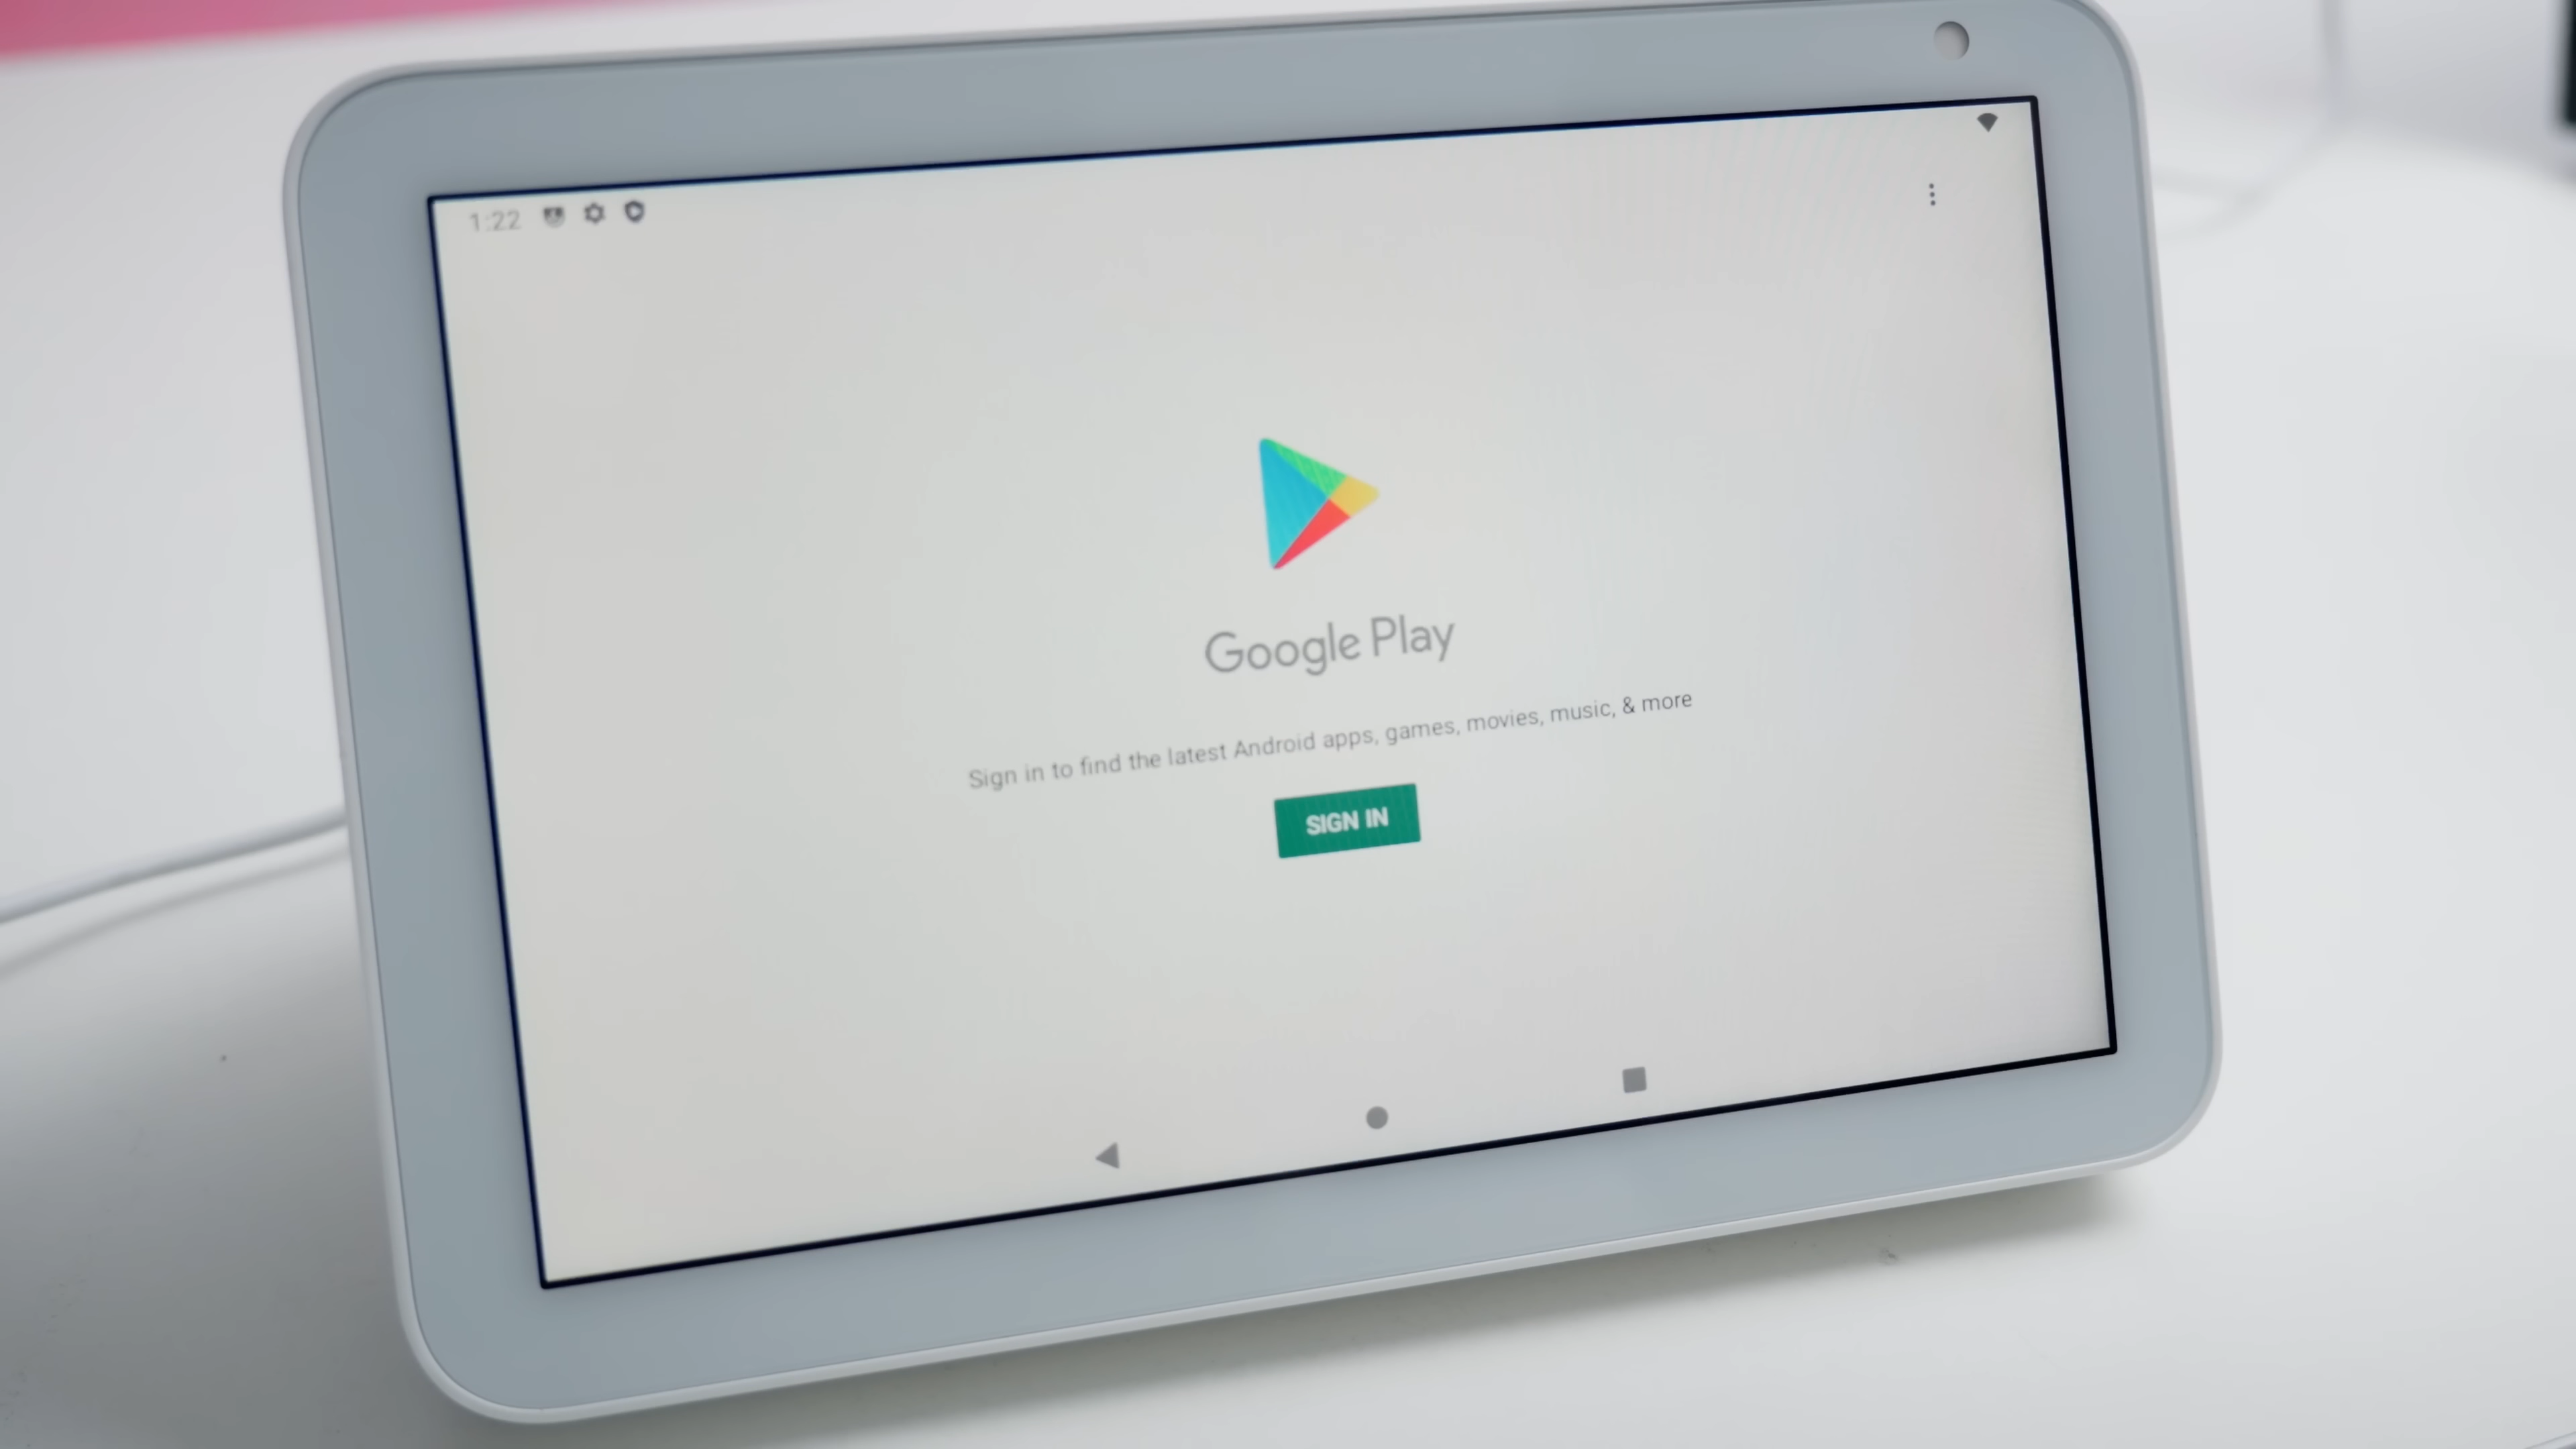 1:22
Google Play
Sign in to find the latest Android apps, games, movies, music, & more
SIGN IN